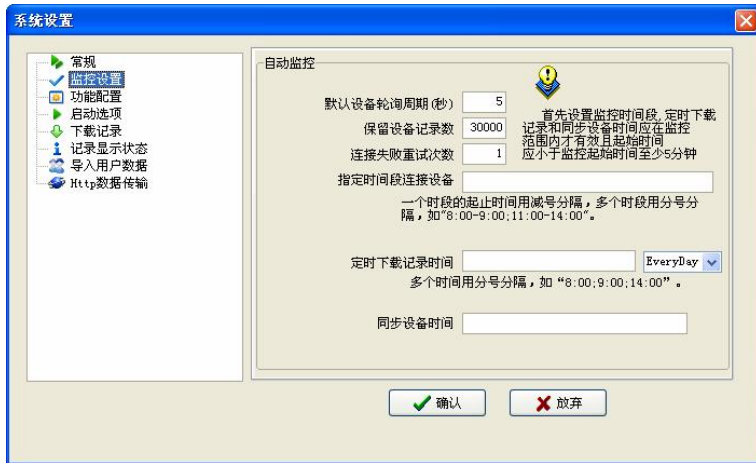 系统设置
常规
监控设置
功能配置
启动选项
下载记录
记录显示状态
导入用户数据
Http数据传输
自动监控
默认设备轮询周期(秒) 5
保留设备记录数 30000
连接失败重试次数 1
首先设置监控时间段,定时下载
记录和同步设备时间应在监控
范围内才有效且起始时间
应小于监控起始时间至少5分钟
指定时间段连接设备
一个时段的起止时间用减号分隔，多个时段用分号分
隔，如"8:00-9:00;11:00-14:00"。
定时下载记录时间 EveryDay
多个时间用分号分隔，如 “8:00;9:00;14:00” 。
同步设备时间
确认 放弃